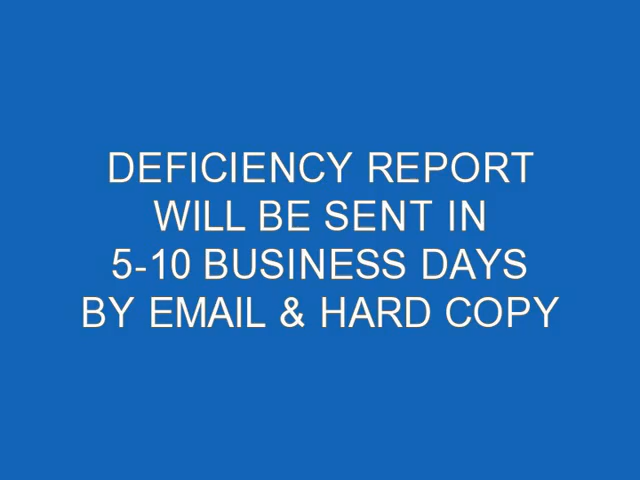 DEFICIENCY REPORT
WILL BE SENT IN
5-10 BUSINESS DAYS
BY EMAIL & HARD COPY